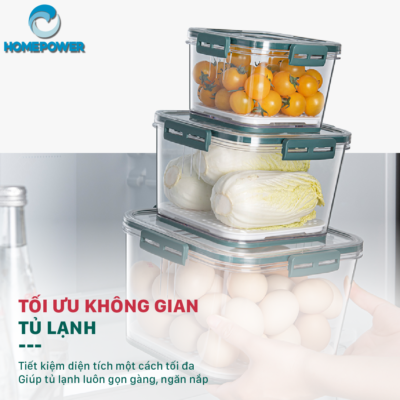 HOMEPOWER
TỐI ƯU KHÔNG GIAN
TỦ LẠNH
Tiết kiệm diện tích một cách tối đa
Giúp tủ lạnh luôn gọn gàng, ngăn nắp